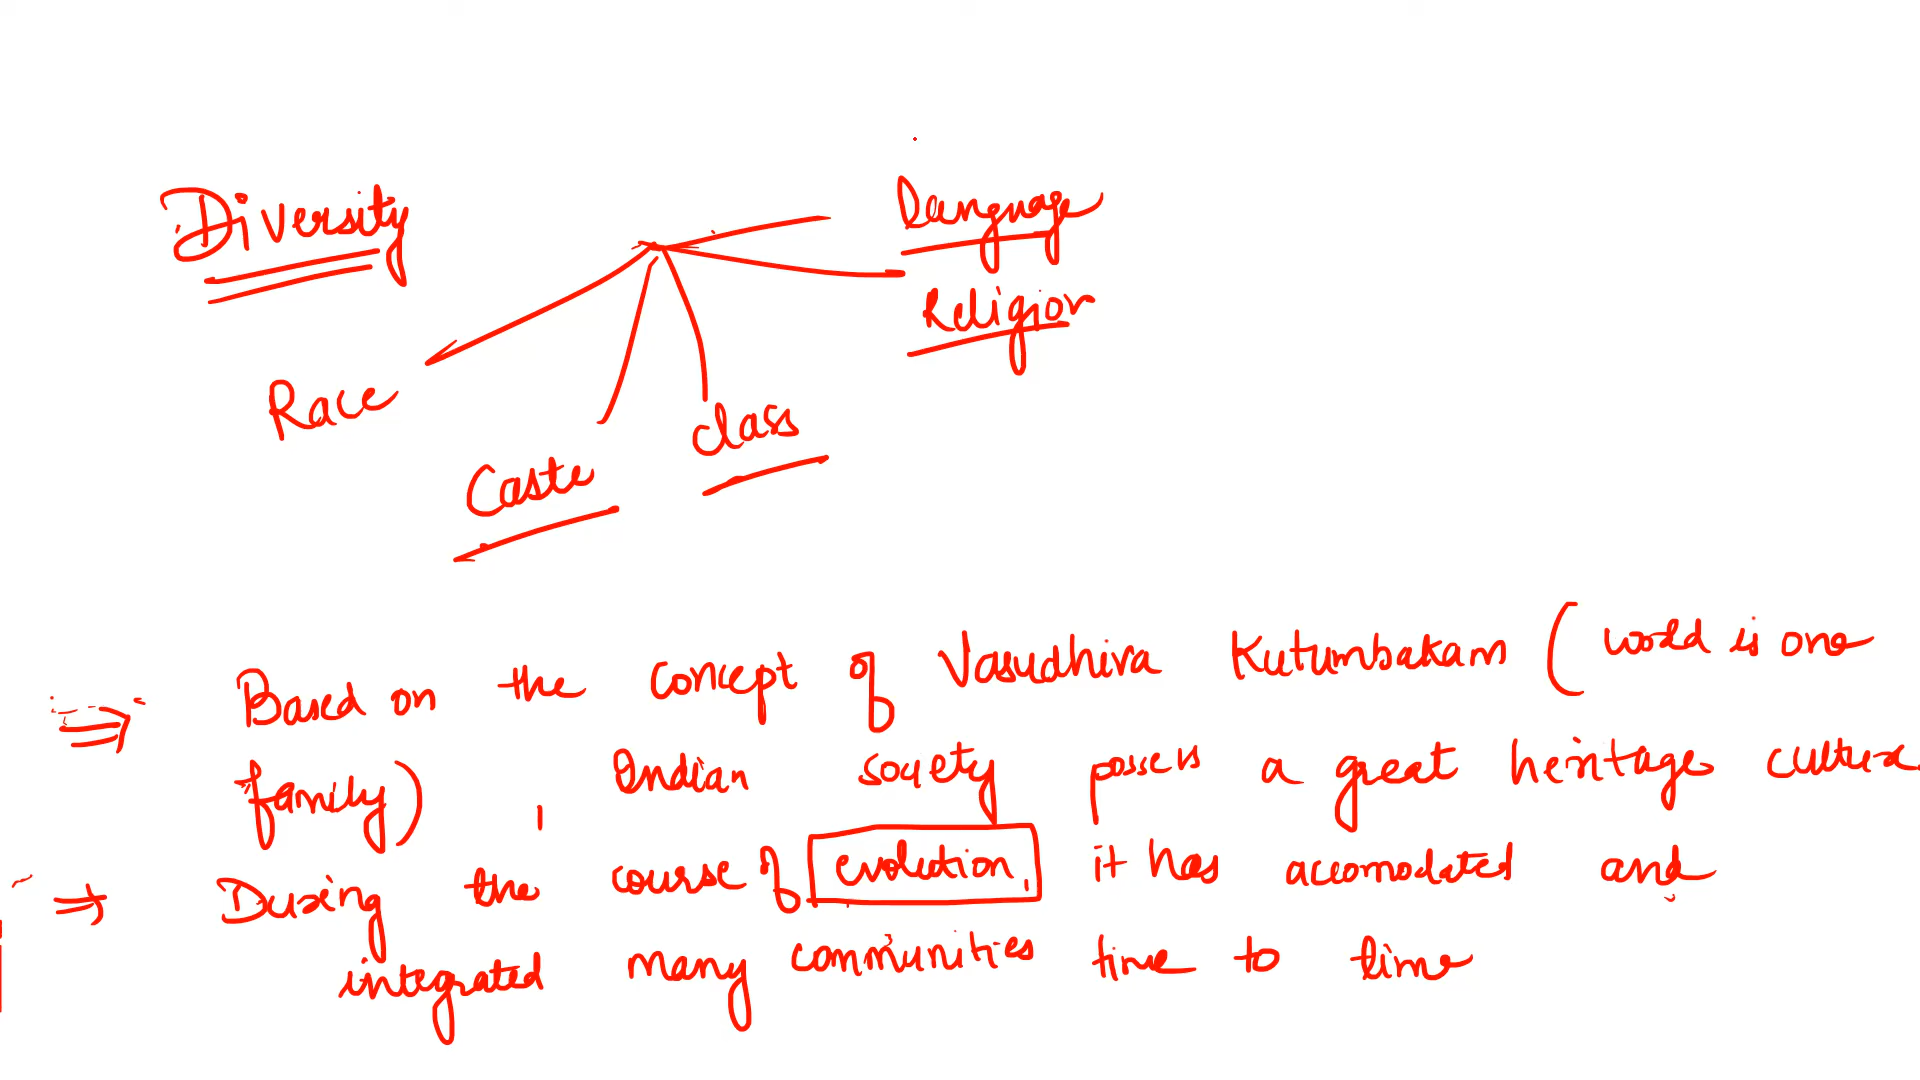 Diversity
Language
Religion
Race
Caste
class
Based on the concept of Vasudhiva Kutumbakam (world is one
family), Indian society possess a great heritage culture
During the course of evolution, it has accomodated and
integrated many communities time to time